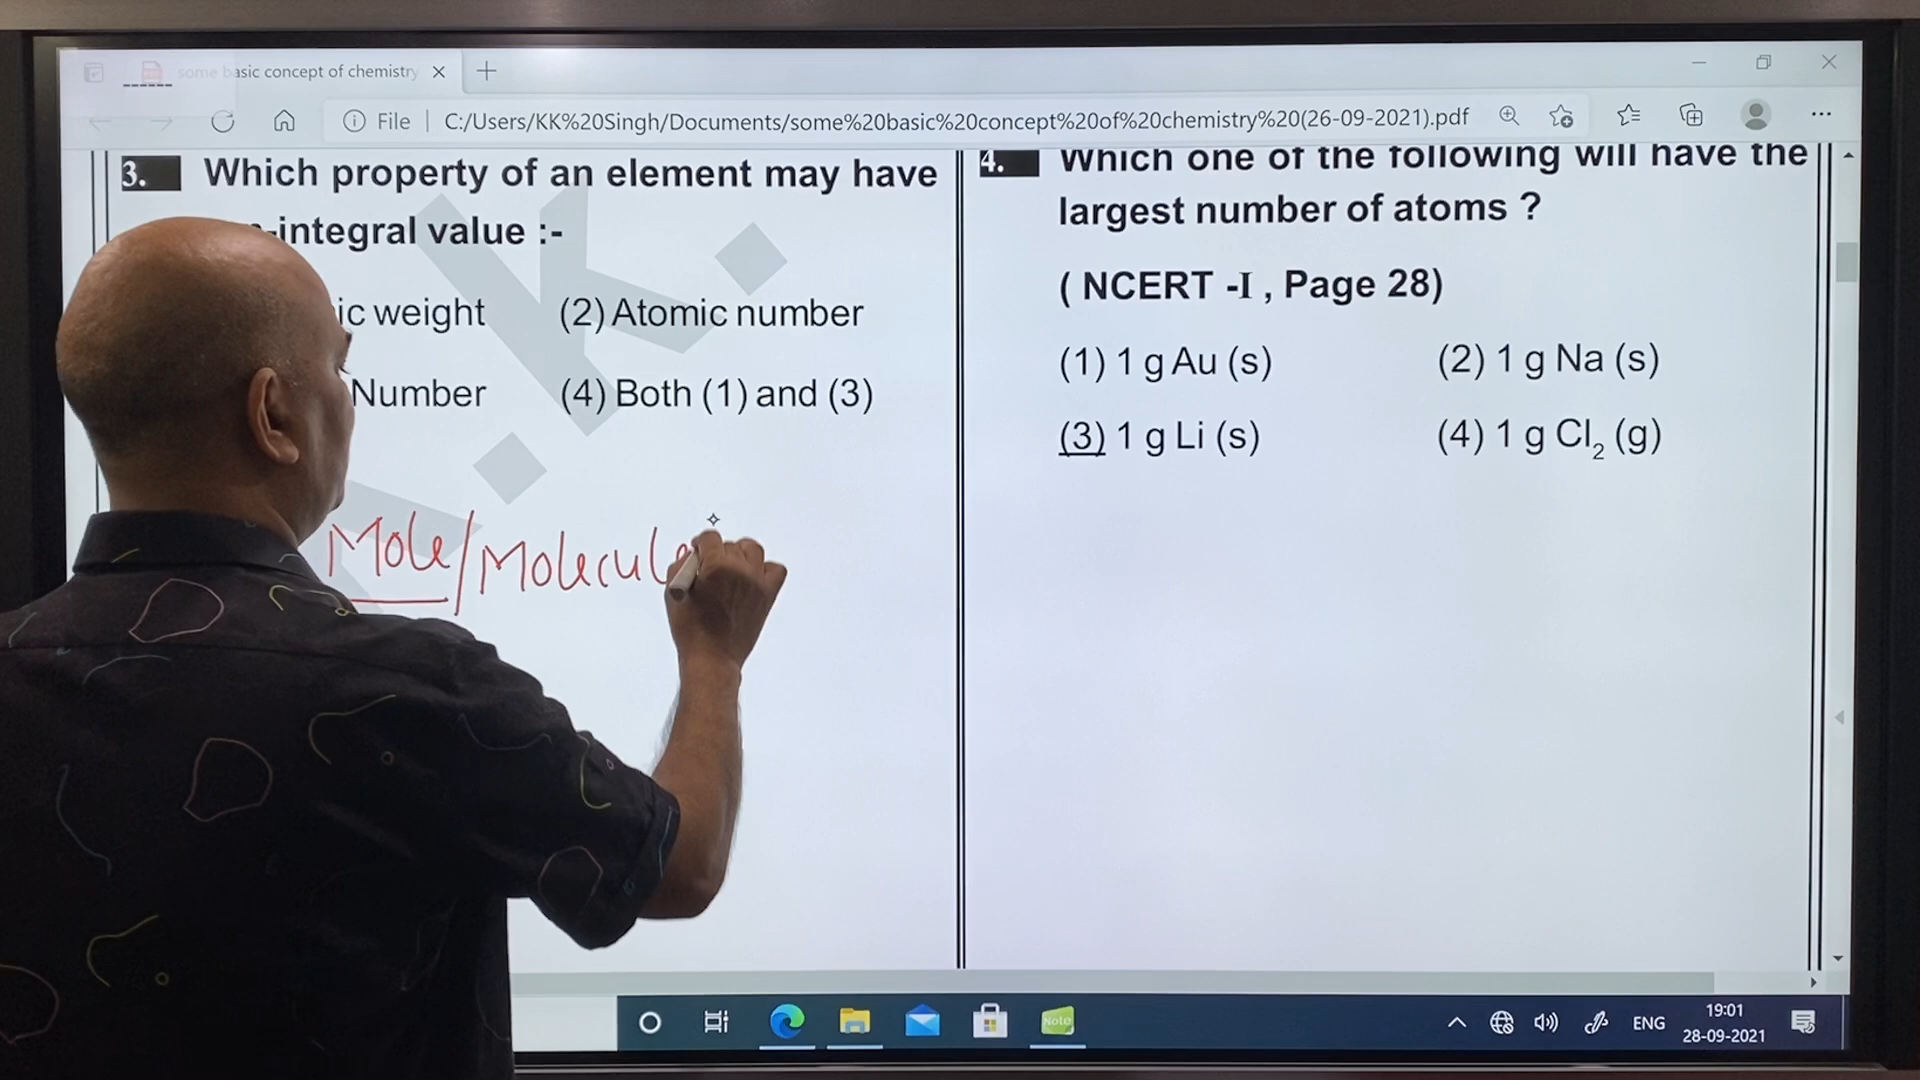 some basic concept of chemistry
File C:/Users/KK%20Singh/Documents/some%20basic%20concept%20of%20chemistry%20(26-09-2021).pdf
3. Which property of an element may have
-integral value :-
ic weight (2) Atomic number
Number (4) Both (1) and (3)
Mole/Molecule
4. Which one of the following will have the
largest number of atoms ?
( NCERT -I , Page 28)
(1) 1 g Au (s) (2) 1 g Na (s)
(3) 1 g Li (s) (4) 1 g Cl₂ (g)
K.K.
Note
ENG
19:01
28-09-2021